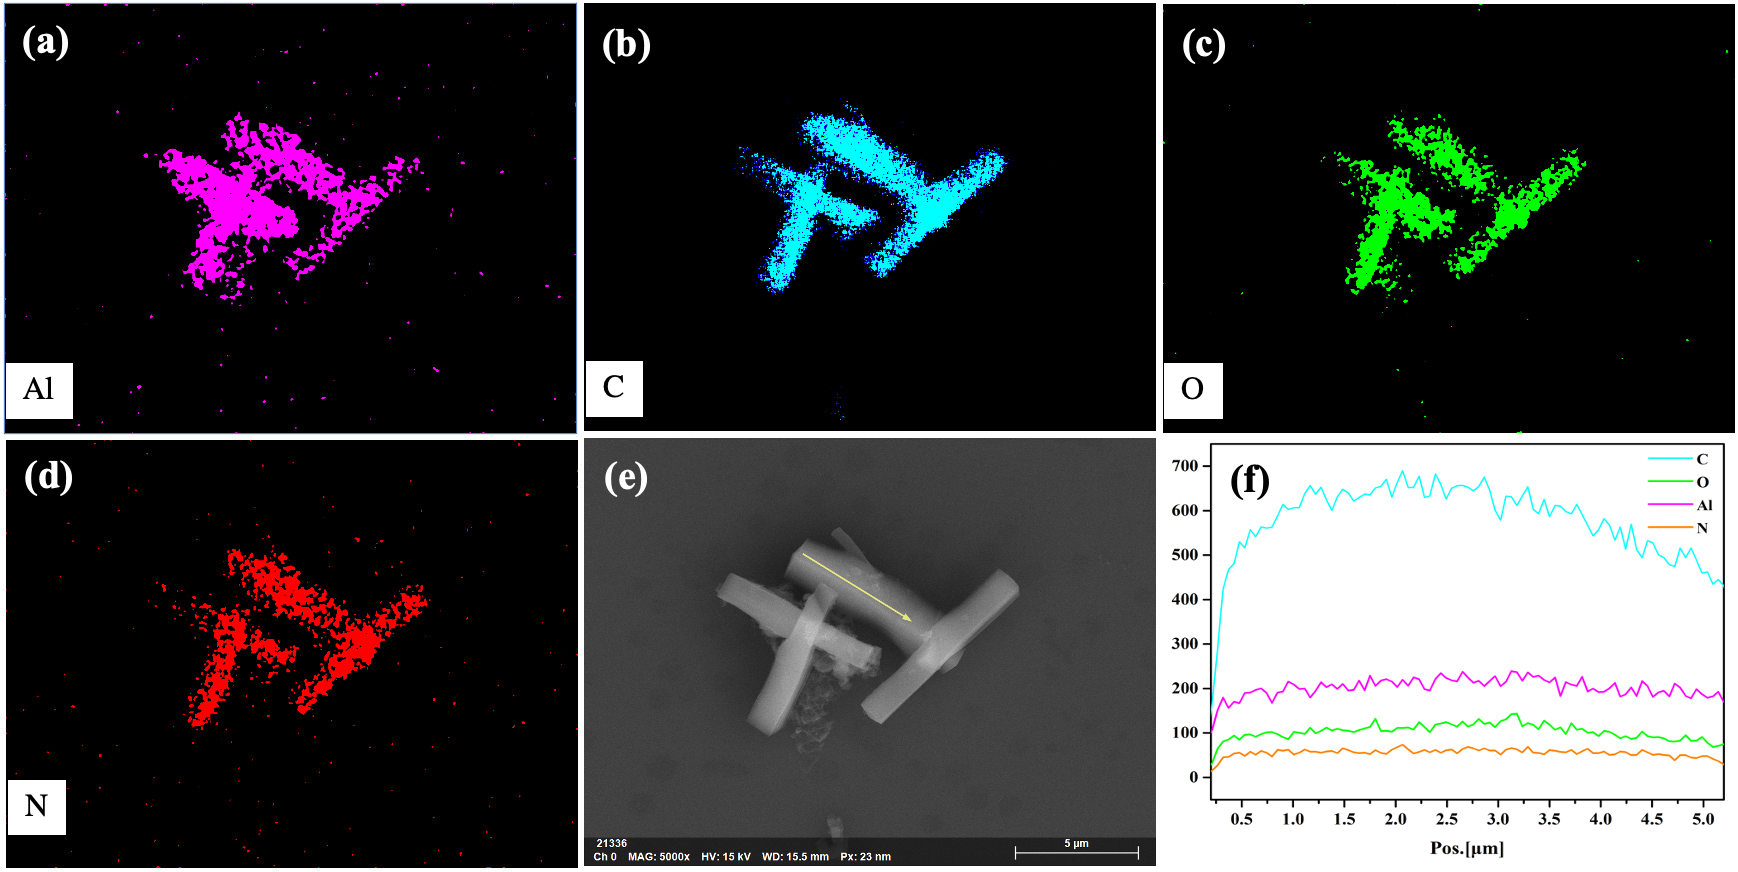 (a)
Al
(b)
C
(c)
O
(d)
N
(e)
21336
Ch 0 MAG: 5000x HV: 15 kV WD: 15.5 mm Px: 23 nm
5 µm
(f)
C
O
Al
N
700
600
500
400
300
200
100
0
0.5 1.0 1.5 2.0 2.5 3.0 3.5 4.0 4.5 5.0
Pos.[µm]